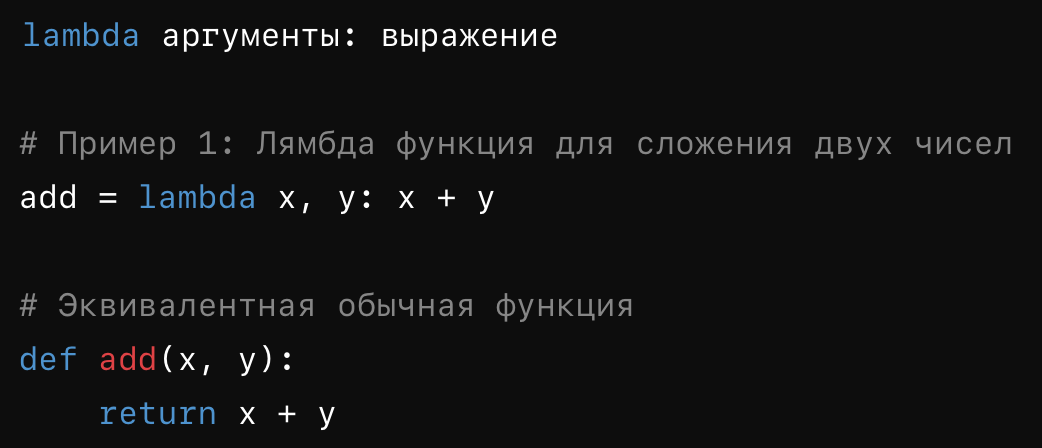 lambda аргументы: выражение
# Пример 1: Лямбда функция для сложения двух чисел
add = lambda x, y: x + y
# Эквивалентная обычная функция
def add(x, y):
    return x + y